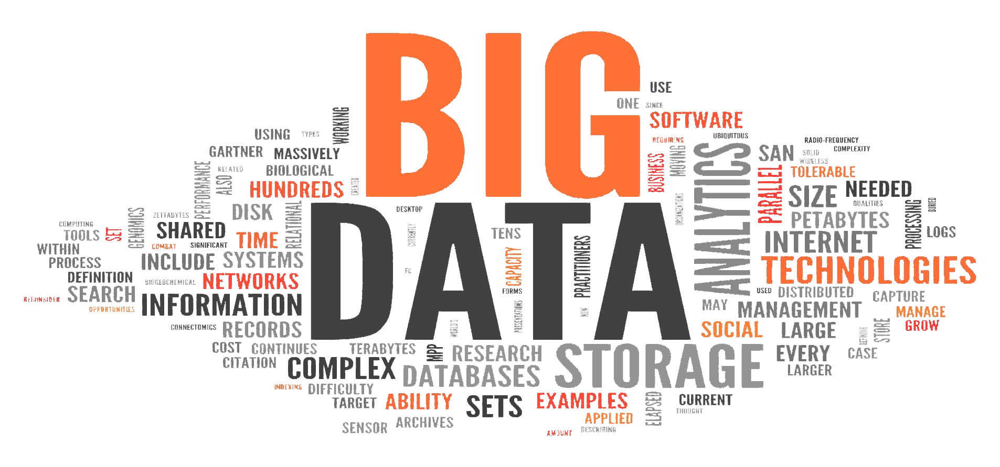 BIG
DATA
USE
ONE
SINCE
SOFTWARE
WORKING
USING
TYPES
REQUIRING
UBIQUITOUS
RADIO-FREQUENCY
COMPLEXITY
GARTNER
MASSIVELY
BUSINESS
MOVING
ANALYTICS
SAN
SOLID
WIRELESS
PERFORMANCE
RELATED
BIOLOGICAL
PARALLEL
TOLERABLE
ALSO
HUNDREDS
CREATED
SIZE
NEEDED
QUALITIES
DISK
RELATIONAL
DESKTOP
ORGANIZATIONS
PETABYTES
PROCESSING
BURIED
GENOMICS
ZETTABYTES
COMPUTING
TOOLS
SET
SHARED
TIME
CURRENTLY
TENS
INTERNET
LOGS
WITHIN
COMBAT
SIGNIFICANT
PROCESS
INCLUDE
SYSTEMS
CAPACITY
PRACTITIONERS
TECHNOLOGIES
DEFINITION
BIOGEOCHEMICAL
NETWORKS
FC
FORMS
USED
DISTRIBUTED
CAPTURE
RECONSIDER
SEARCH
OPPORTUNITIES
INFORMATION
PRESENTATIONS
NOW
MAY
MANAGEMENT
MANAGE
CONNECTOMICS
RECORDS
WORLD'S
SOCIAL
LARGE
DEFINING
STORE
GROW
COST
CONTINUES
TERABYTES
MPP
RESEARCH
STORAGE
EVERY
CASE
CITATION
COMPLEX
DATABASES
LARGER
INDEXING
DIFFICULTY
TARGET
ABILITY
SETS
EXAMPLES
ELAPSED
CURRENT
THOUGHT
SENSOR
ARCHIVES
APPLIED
AMOUNT
DESCRIBING